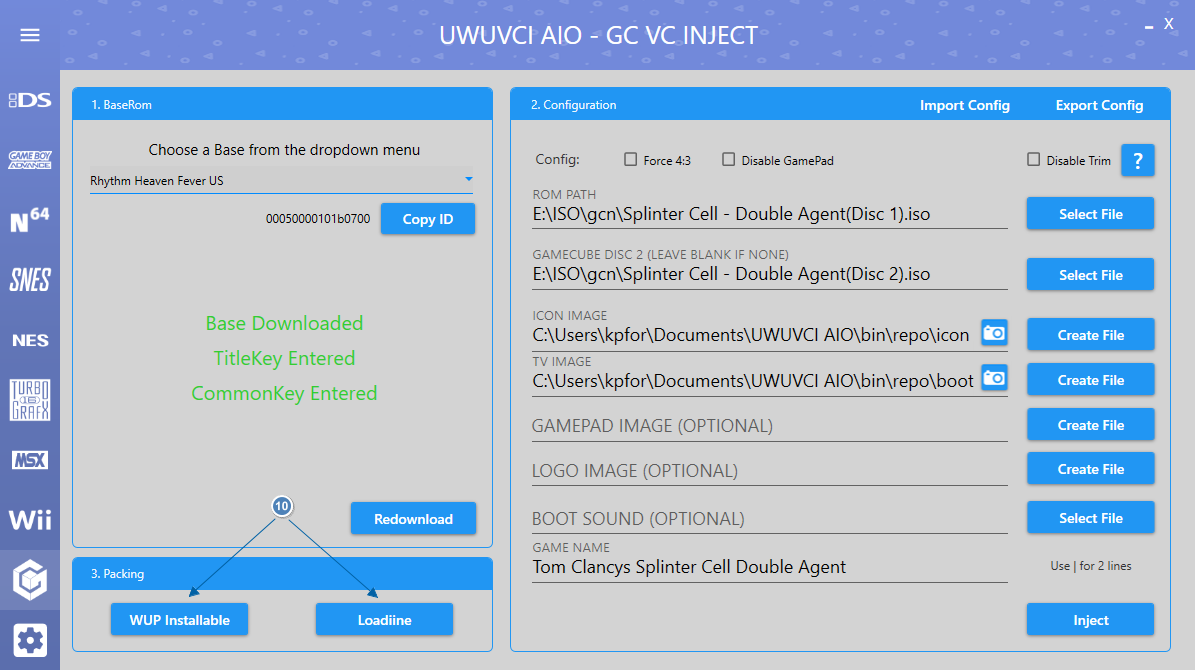 UWUVCI AIO - GC VC INJECT
X
DS
GAME BOY
ADVANCE
N64
SNES
NES
TURBO
GRAFX
MSX
Wii
1. BaseRom
Choose a Base from the dropdown menu
Rhythm Heaven Fever US
00050000101b0700
Copy ID
Base Downloaded
TitleKey Entered
CommonKey Entered
10
Redownload
3. Packing
WUP Installable
Loadiine
2. Configuration
Import Config
Export Config
Config:
Force 4:3
Disable GamePad
Disable Trim
?
ROM PATH
E:\ISO\gcn\Splinter Cell - Double Agent(Disc 1).iso
Select File
GAMECUBE DISC 2 (LEAVE BLANK IF NONE)
E:\ISO\gcn\Splinter Cell - Double Agent(Disc 2).iso
Select File
ICON IMAGE
C:\Users\kpfor\Documents\UWUVCI AIO\bin\repo\icon
Create File
TV IMAGE
C:\Users\kpfor\Documents\UWUVCI AIO\bin\repo\boot
Create File
GAMEPAD IMAGE (OPTIONAL)
Create File
LOGO IMAGE (OPTIONAL)
Create File
BOOT SOUND (OPTIONAL)
Select File
GAME NAME
Tom Clancys Splinter Cell Double Agent
Use | for 2 lines
Inject